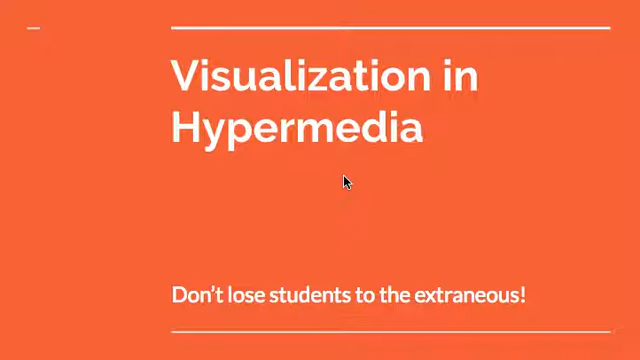 Visualization in
Hypermedia
Don't lose students to the extraneous!